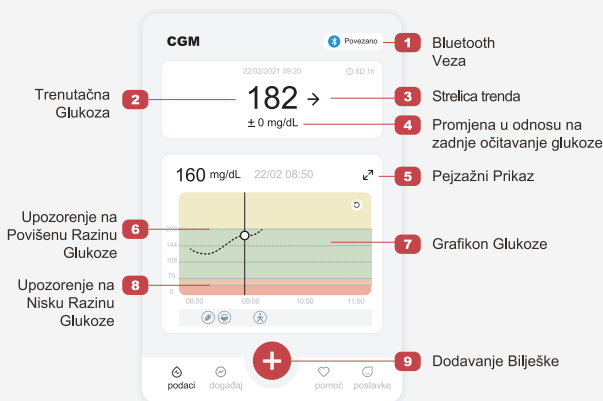 CGM
Povezano
1
Bluetooth
Veza
22/02/2021 09:20
8D 1h
Trenutačna
Glukoza
2
182
3
Strelica trenda
± 0 mg/dL
4
Promjena u odnosu na
zadnje očitavanje glukoze
160 mg/dL
22/02 08:50
5
Pejzažni Prikaz
Upozorenje na
Povišenu Razinu
Glukoze
6
144
108
70
0
7
Grafikon Glukoze
Upozorenje na
Nisku Razinu
Glukoze
8
08:00
09:00
10:00
11:00
9
Dodavanje Bilješke
podaci
događaj
pomoć
postavke